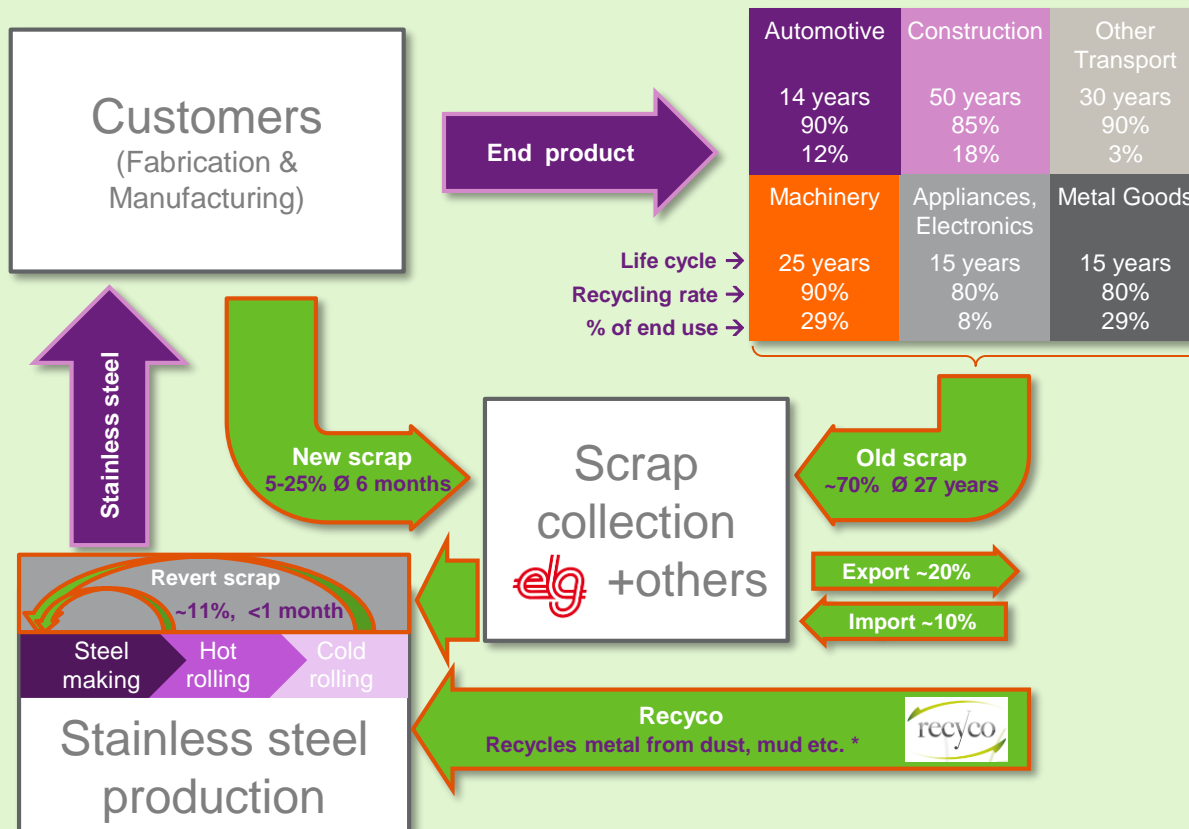 Customers
(Fabrication &
Manufacturing)
End product
Automotive
14 years
90%
12%
Construction
50 years
85%
18%
Other
Transport
30 years
90%
3%
Machinery
25 years
90%
29%
Appliances,
Electronics
15 years
80%
8%
Metal Goods
15 years
80%
29%
Life cycle →
Recycling rate →
% of end use →
Stainless steel
New scrap
5-25% Ø 6 months
Scrap
collection
elg +others
Old scrap
~70% Ø 27 years
Export ~20%
Import ~10%
Revert scrap
~11%, <1 month
Steel
making
Hot
rolling
Cold
rolling
Stainless steel
production
Recyco
Recycles metal from dust, mud etc. *
recyco